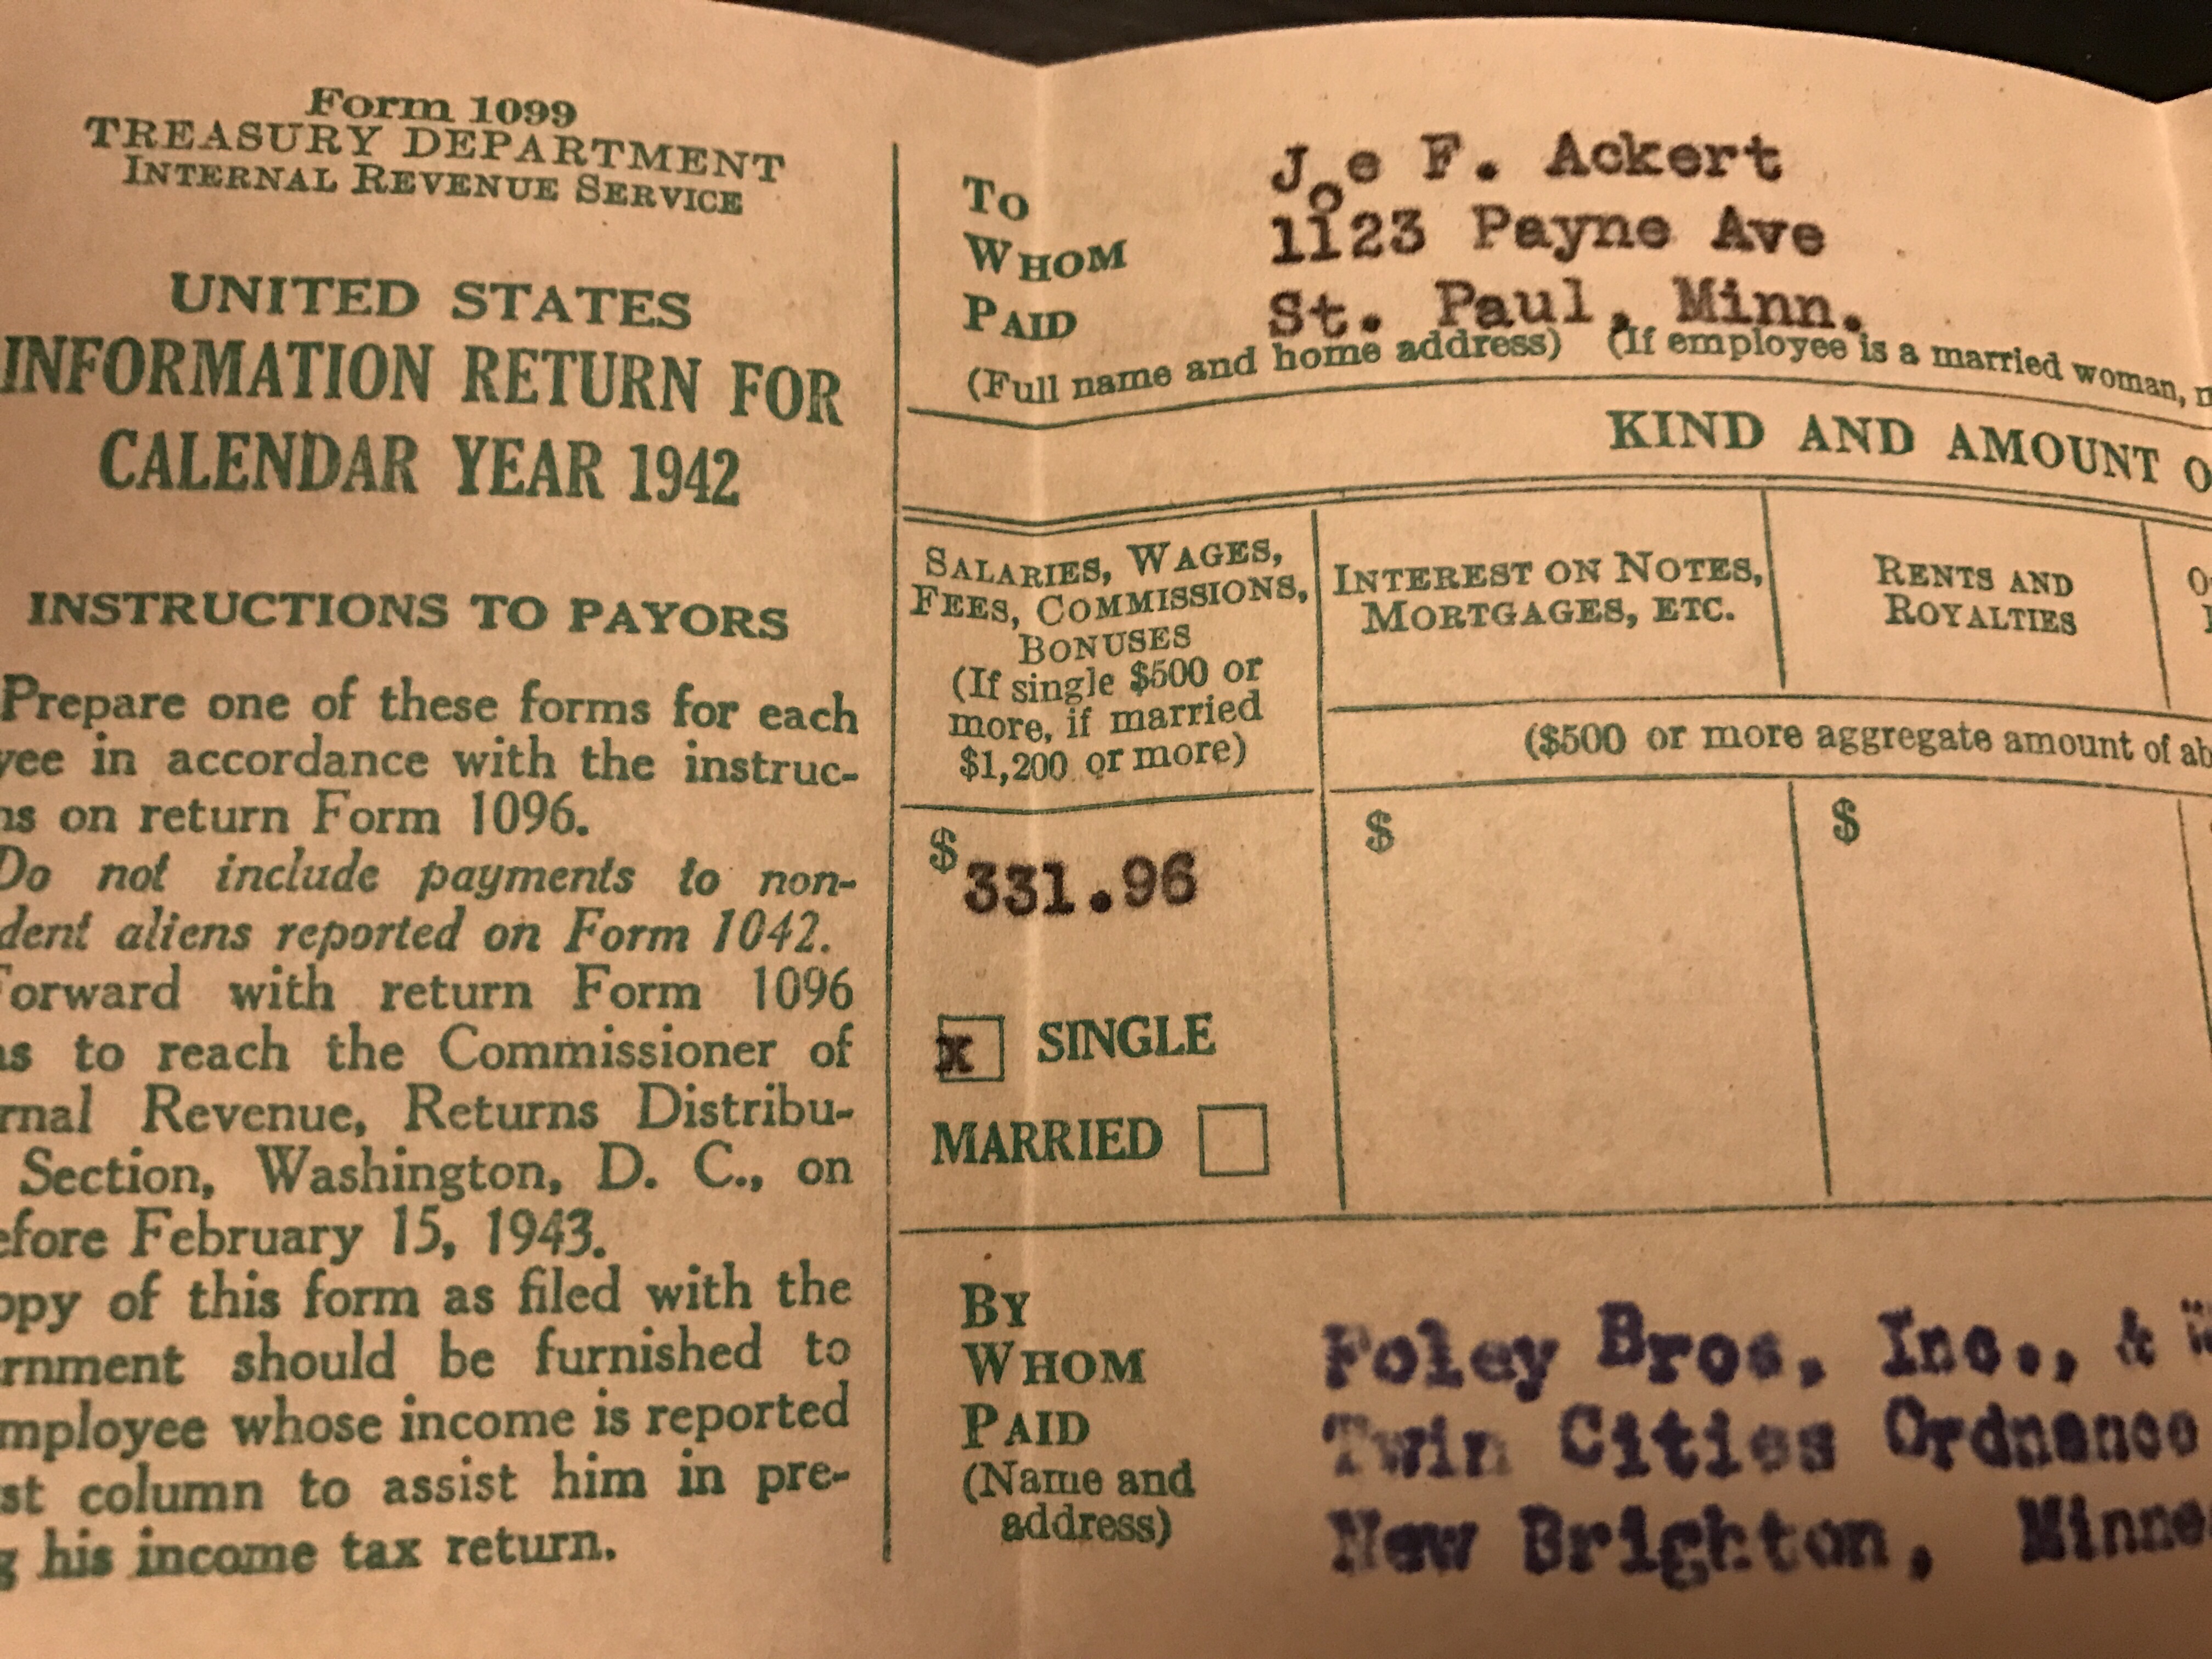 Form 1099
TREASURY DEPARTMENT
INTERNAL REVENUE SERVICE
UNITED STATES
INFORMATION RETURN FOR
CALENDAR YEAR 1942
INSTRUCTIONS TO PAYORS
Prepare one of these forms for each
yee in accordance with the instruc-
ns on return Form 1096.
Do not include payments to non-
dent aliens reported on Form 1042.
Forward with return Form 1096
as to reach the Commissioner of
rnal Revenue, Returns Distribu-
Section, Washington, D. C., on
efore February 15, 1943.
opy of this form as filed with the
ernment should be furnished to
mployee whose income is reported
st column to assist him in pre-
g his income tax return.
TO WHOM PAID
Joe F. Ackert
1123 Payne Ave
St. Paul, Minn.
(Full name and home address) (If employee is a married woman,
KIND AND AMOUNT O
SALARIES, WAGES,
FEES, COMMISSIONS,
BONUSES
(If single $500 or
more, if married
$1,200 or more)
INTEREST ON NOTES,
MORTGAGES, ETC.
RENTS AND
ROYALTIES
($500 or more aggregate amount of ab
$331.96
$
$
x SINGLE
MARRIED
BY
WHOM
PAID
(Name and
address)
Foley Bros, Inc., &
Twin Cities Ordnance
New Brighton, Minne